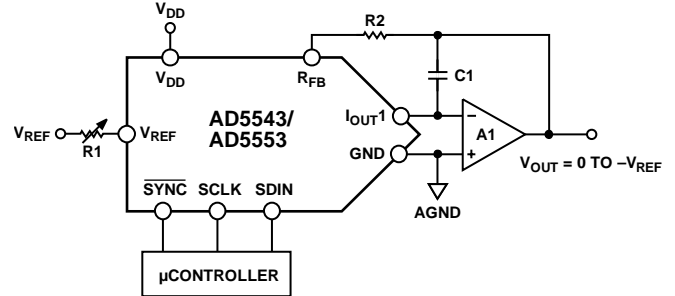 VDD
R2
VDD
RFB
C1
AD5543/
AD5553
IOUT1
–
A1
VREF
R1
VREF
GND
+
VOUT = 0 TO –VREF
SYNC SCLK SDIN
AGND
µCONTROLLER